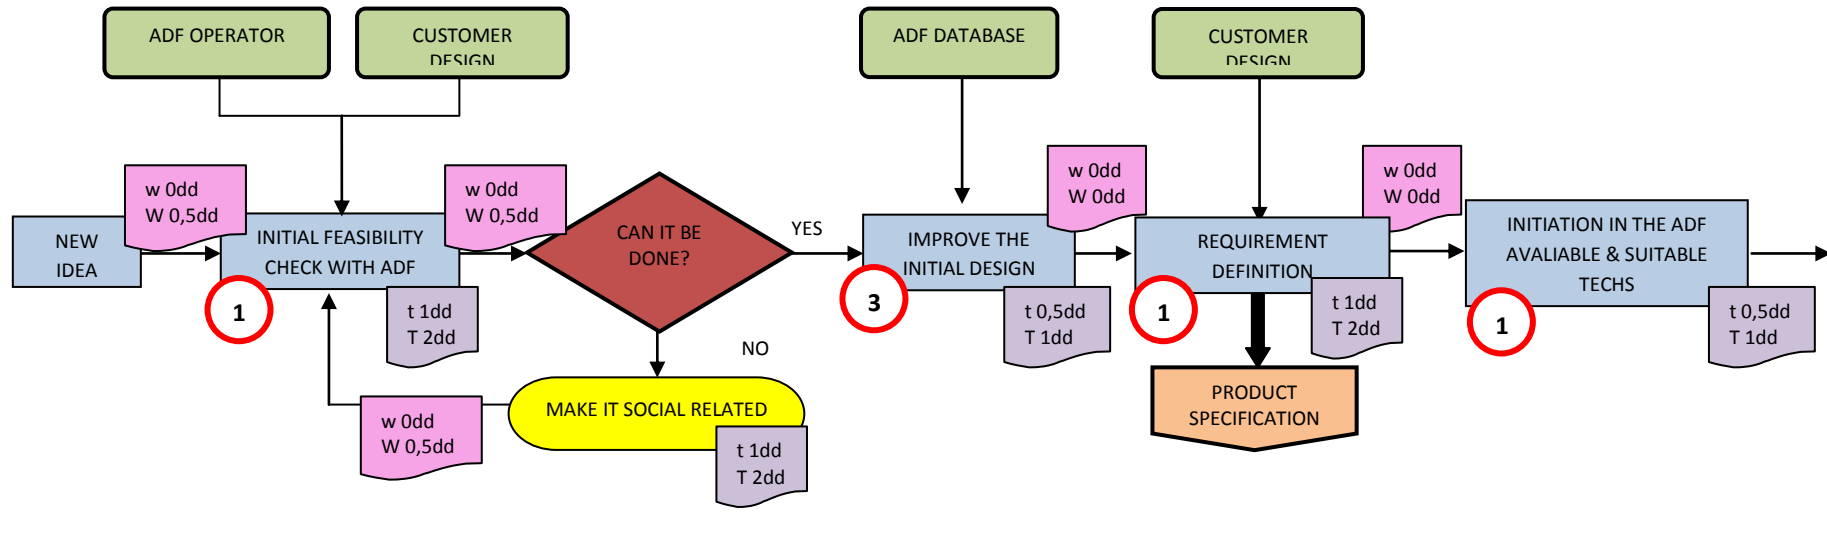 ADF OPERATOR
CUSTOMER
DESIGN
ADF DATABASE
CUSTOMER
DESIGN
w 0dd
W 0,5dd
w 0dd
W 0,5dd
w 0dd
W 0dd
w 0dd
W 0dd
NEW
IDEA
INITIAL FEASIBILITY
CHECK WITH ADF
CAN IT BE
DONE?
YES
IMPROVE THE
INITIAL DESIGN
REQUIREMENT
DEFINITION
INITIATION IN THE ADF
AVALIABLE & SUITABLE
TECHS
1
t 1dd
T 2dd
3
t 0,5dd
T 1dd
1
t 1dd
T 2dd
1
t 0,5dd
T 1dd
NO
MAKE IT SOCIAL RELATED
w 0dd
W 0,5dd
t 1dd
T 2dd
PRODUCT
SPECIFICATION